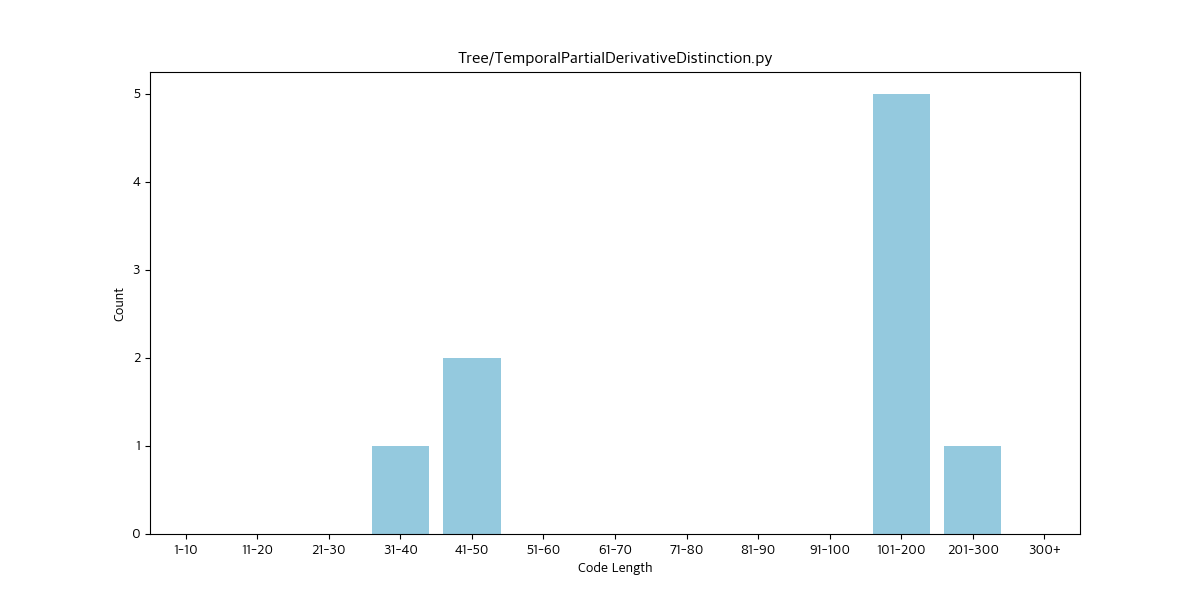 Tree/TemporalPartialDerivativeDistinction.py
5
4
3
2
1
0
Count
1-10 11-20 21-30 31-40 41-50 51-60 61-70 71-80 81-90 91-100 101-200 201-300 300+
Code Length